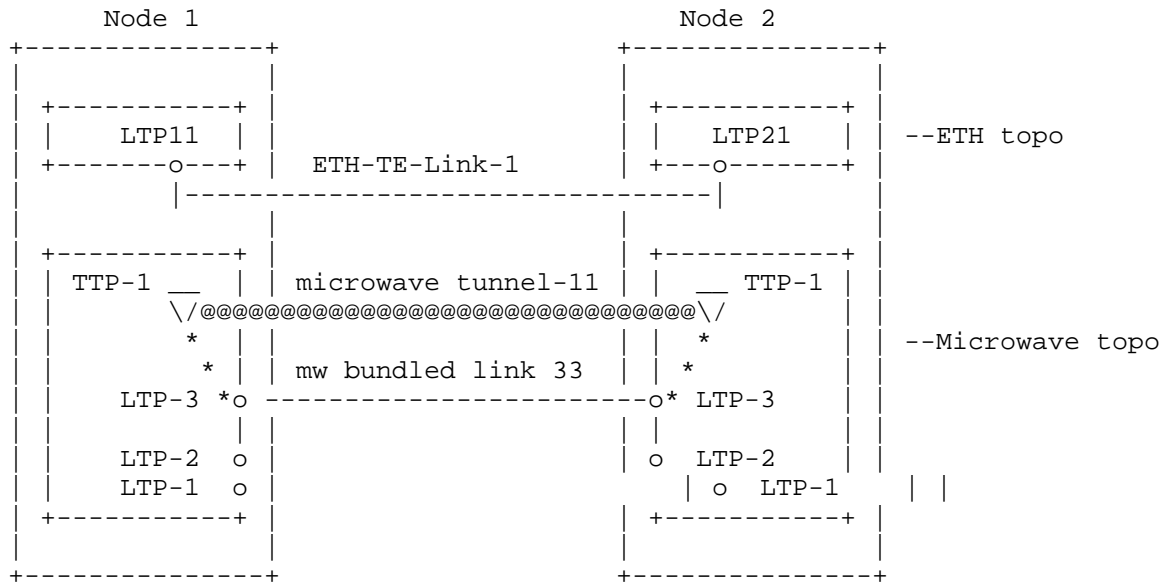 Node 1 Node 2
LTP11 LTP21 --ETH topo
ETH-TE-Link-1
TTP-1 microwave tunnel-11 TTP-1
@@@@@@@@@@@@@@@@@@@@@@@@@@@@@@@
* * --Microwave topo
* mw bundled link 33 *
LTP-3 *o o* LTP-3
LTP-2 o o LTP-2
LTP-1 o o LTP-1